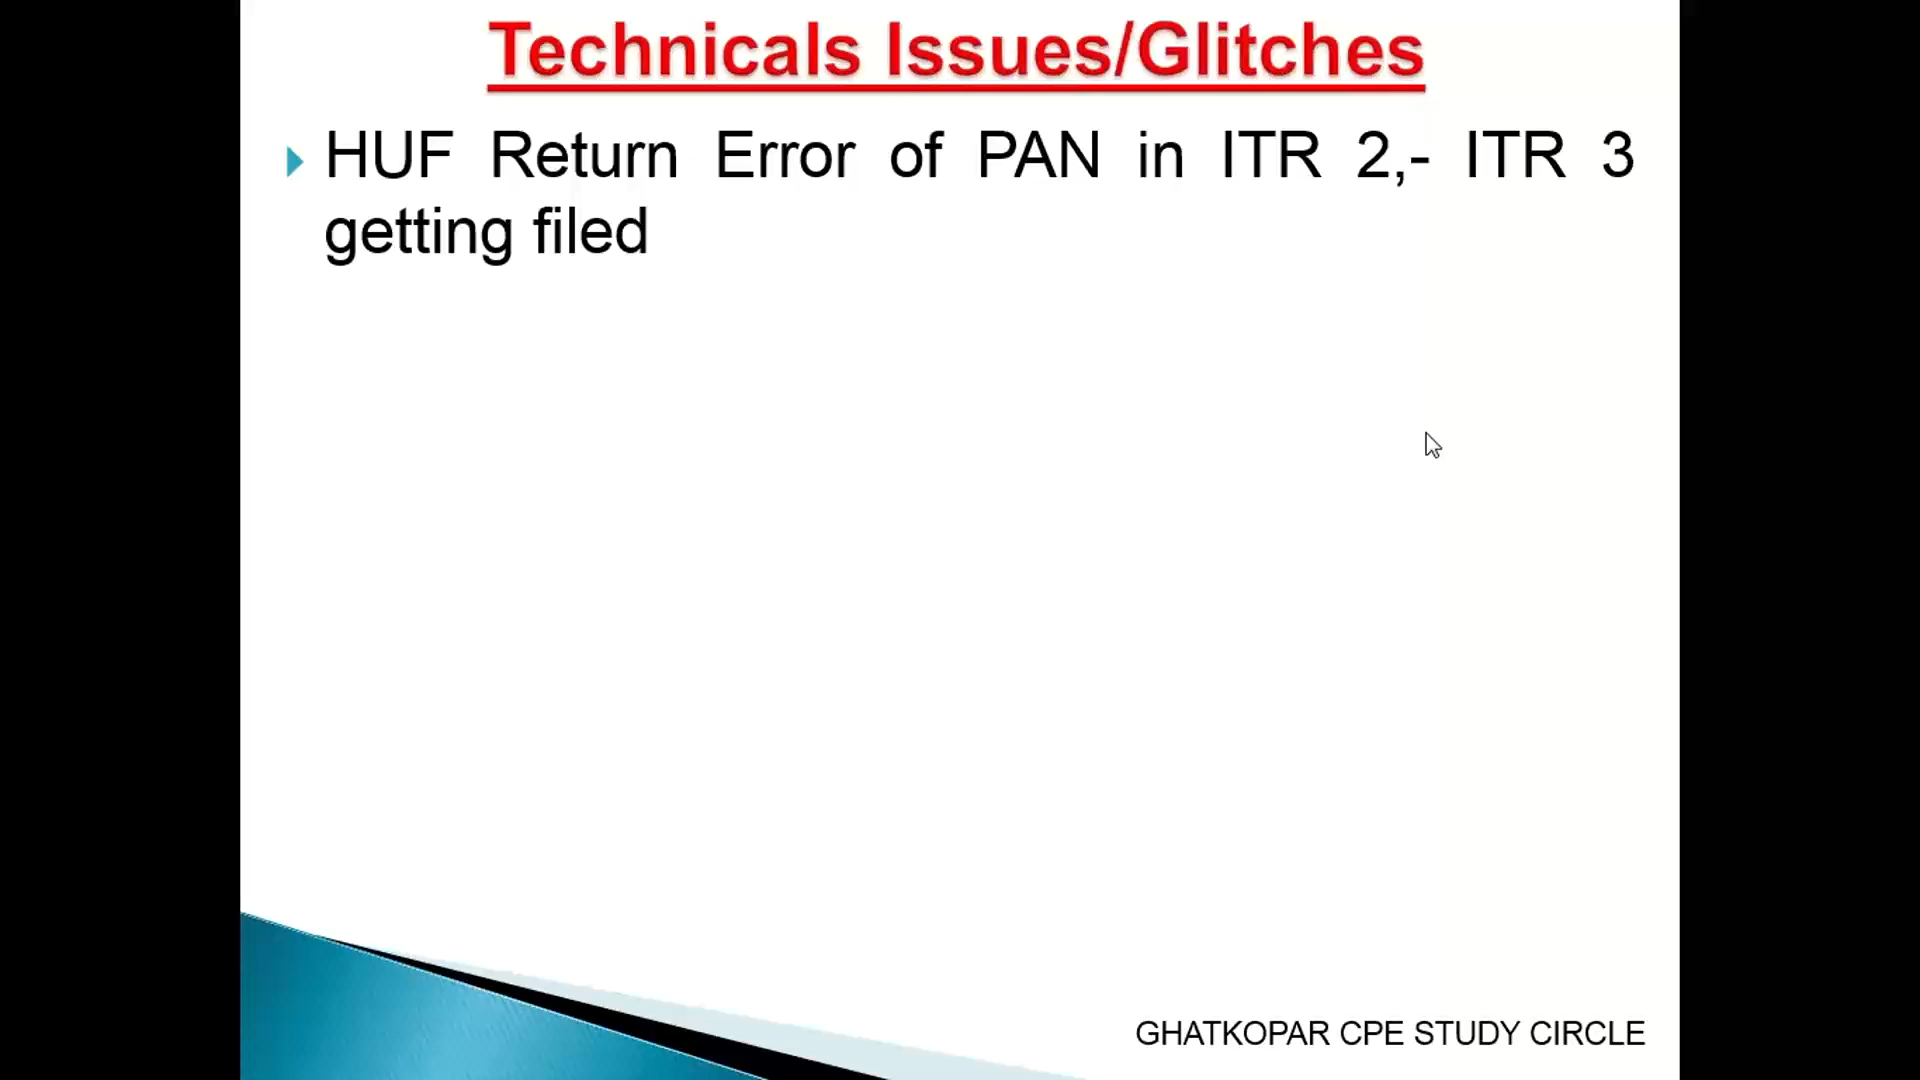 Technicals Issues/Glitches
HUF Return Error of PAN in ITR 2,- ITR 3
getting filed
GHATKOPAR CPE STUDY CIRCLE